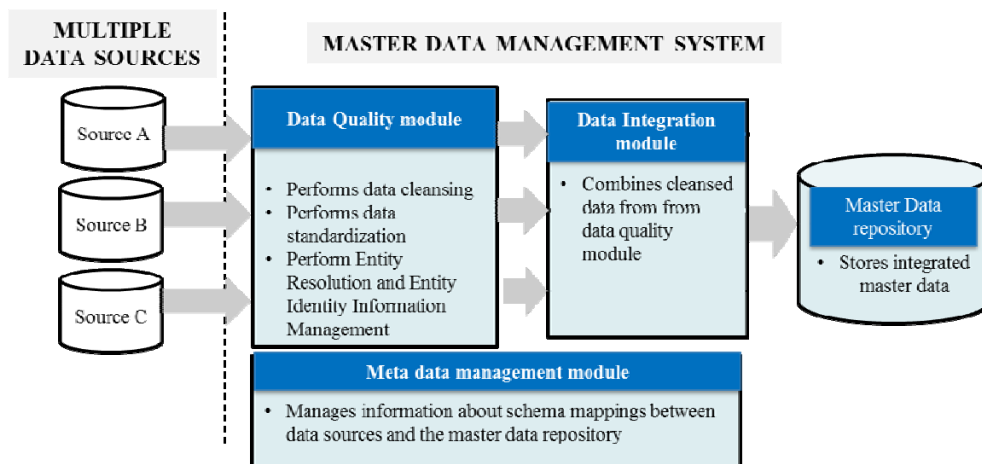 MULTIPLE
DATA SOURCES
MASTER DATA MANAGEMENT SYSTEM
Source A
Source B
Source C
Data Quality module
• Performs data cleansing
• Performs data
standardization
• Perform Entity
Resolution and Entity
Identity Information
Management
Data Integration
module
• Combines cleansed
data from from
data quality
module
Master Data
repository
• Stores integrated
master data
Meta data management module
• Manages information about schema mappings between
data sources and the master data repository